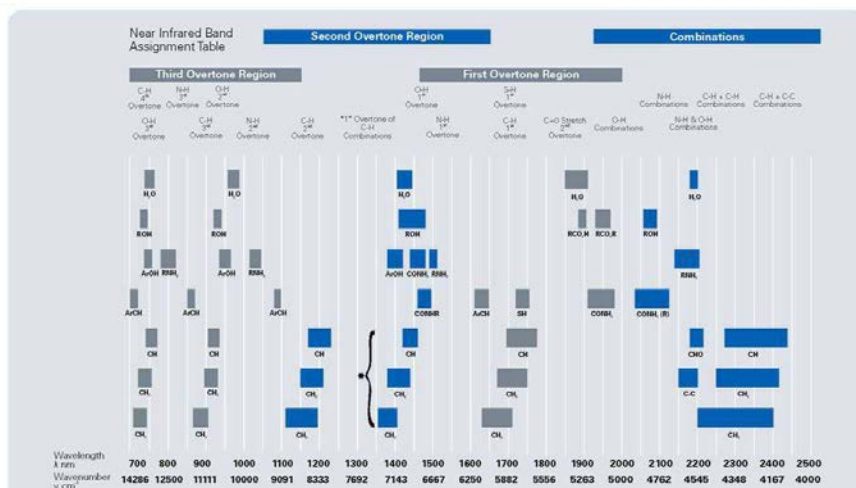 Near Infrared Band
Assignment Table
Second Overtone Region
Combinations
Third Overtone Region
First Overtone Region
C-H
4th
Overtone
N-H
3rd
Overtone
O-H
2nd
Overtone
O-H
1st
Overtone
S-H
1st
Overtone
N-H
Combinations
C-H + C-H
Combinations
C-H + C-C
Combinations
O-H
3rd
Overtone
C-H
3rd
Overtone
N-H
2nd
Overtone
C-H
2nd
Overtone
*1st Overtone of
C-H
Combinations
N-H
1st
Overtone
C-H
1st
Overtone
C=O Stretch
2nd
Overtone
O-H
Combinations
N-H & O-H
Combinations
H₂O H₂O H₂O H₂O H₂O
ROH ROH ROH RCO₂H RCO₂R ROH
ArOH RNH₂ ArOH RNH₂ ArOH CONH₂ RNH₂ RNH₂
ArCH ArCH ArCH CONHR ArCH SH CONH₂ CONH₂ (R)
CH CH CH CH CH CHO CH
CH₂ CH₂ CH₂ CH₂ CH₂ C-C CH₂
CH₃ CH₃ CH₃ CH₃ CH₃ CH₃
*
Wavelength
λ nm
700 800 900 1000 1100 1200 1300 1400 1500 1600 1700 1800 1900 2000 2100 2200 2300 2400 2500
Wavenumber
14286 12500 11111 10000 9091 8333 7692 7143 6667 6250 5882 5556 5263 5000 4762 4545 4348 4167 4000